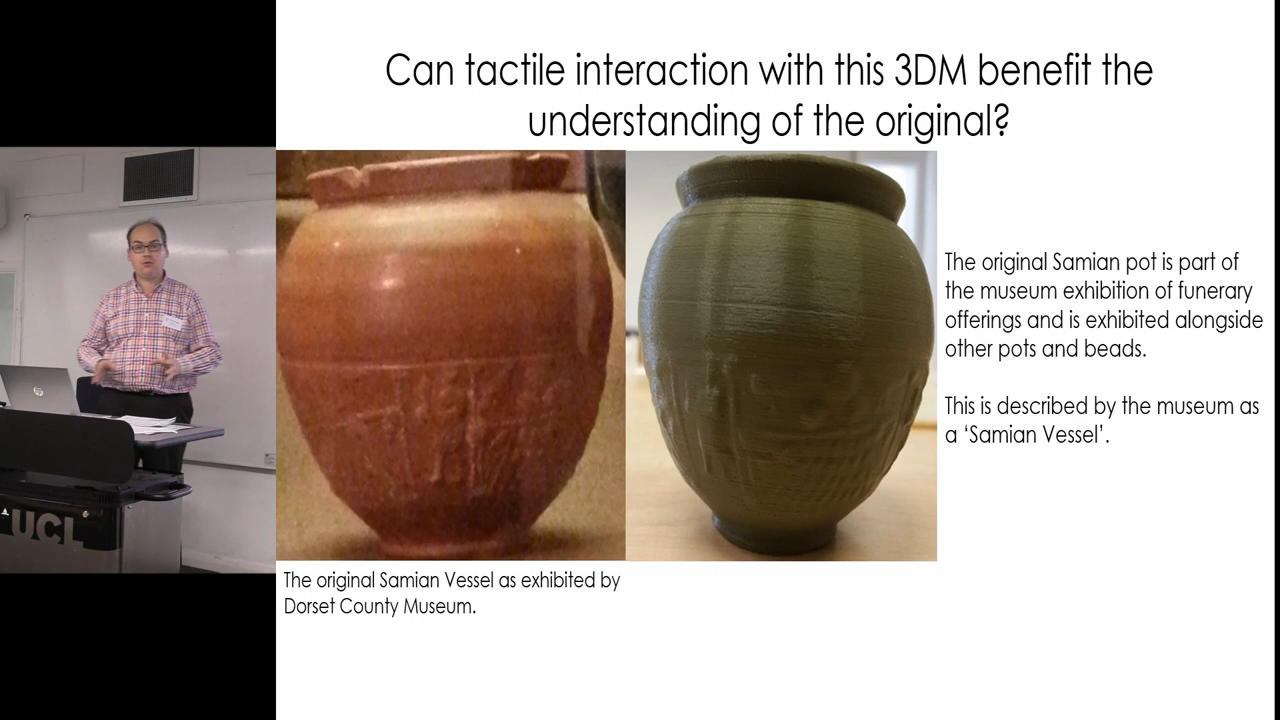 Can tactile interaction with this 3DM benefit the
understanding of the original?
The original Samian pot is part of
the museum exhibition of funerary
offerings and is exhibited alongside
other pots and beads.
This is described by the museum as
a ‘Samian Vessel’.
The original Samian Vessel as exhibited by
Dorset County Museum.
UCL